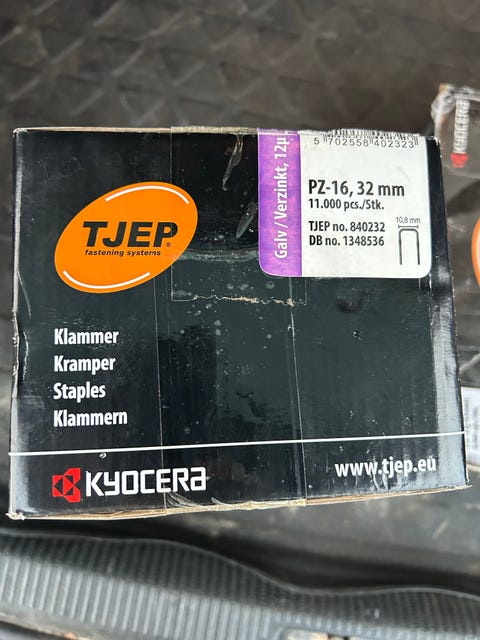 5 702558 402323
Galv/Verzinkt, 12µ
PZ-16, 32 mm
11.000 pcs./Stk.
10,8 mm
TJEP no. 840232
DB no. 1348536
TJEP®
fastening systems
Klammer
Kramper
Staples
Klammern
KYOCERa
www.tjep.eu
KYOCERa